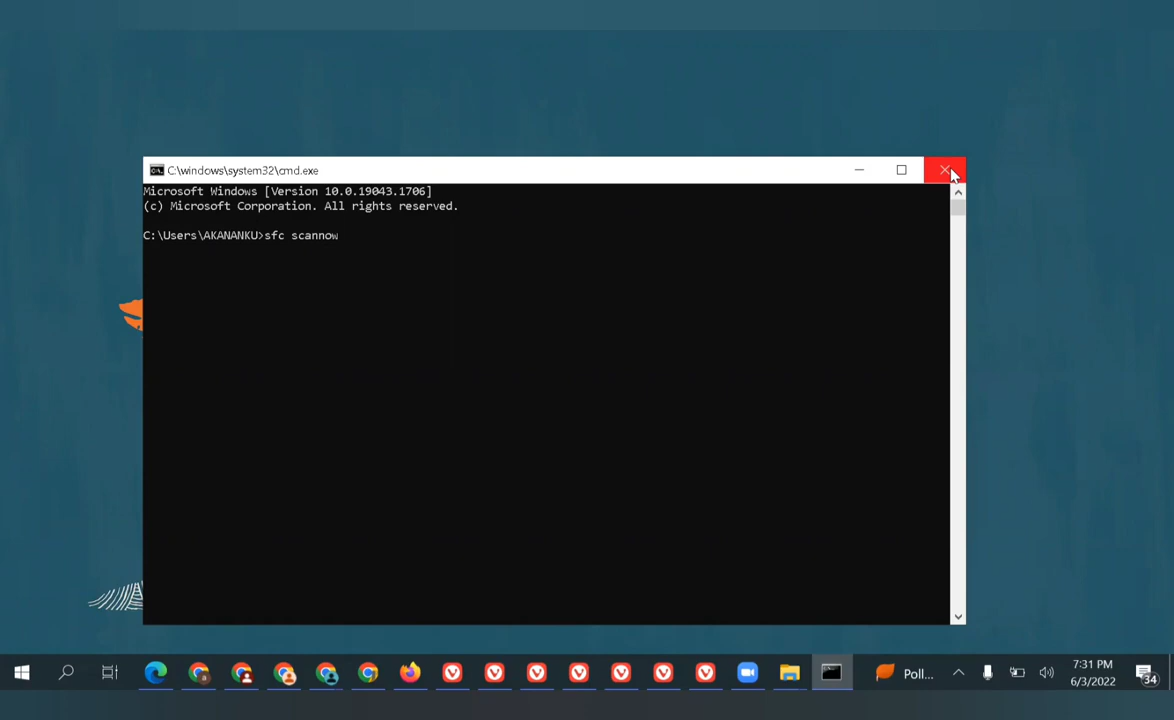 C:\windows\system32\cmd.exe
Microsoft Windows [Version 10.0.19043.1706]
(c) Microsoft Corporation. All rights reserved.
C:\Users\AKANANKU>sfc scannow
Poll...
7:31 PM
6/3/2022
34